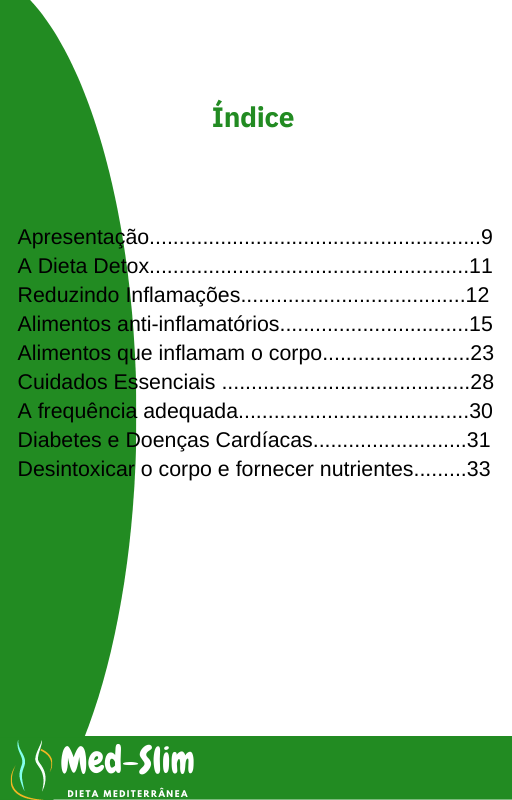 Índice
Apresentação........................................................9
A Dieta Detox......................................................11
Reduzindo Inflamações......................................12
Alimentos anti-inflamatórios................................15
Alimentos que inflamam o corpo.........................23
Cuidados Essenciais ..........................................28
A frequência adequada.......................................30
Diabetes e Doenças Cardíacas..........................31
Desintoxicar o corpo e fornecer nutrientes.........33
Med-Slim
DIETA MEDITERRÂNEA